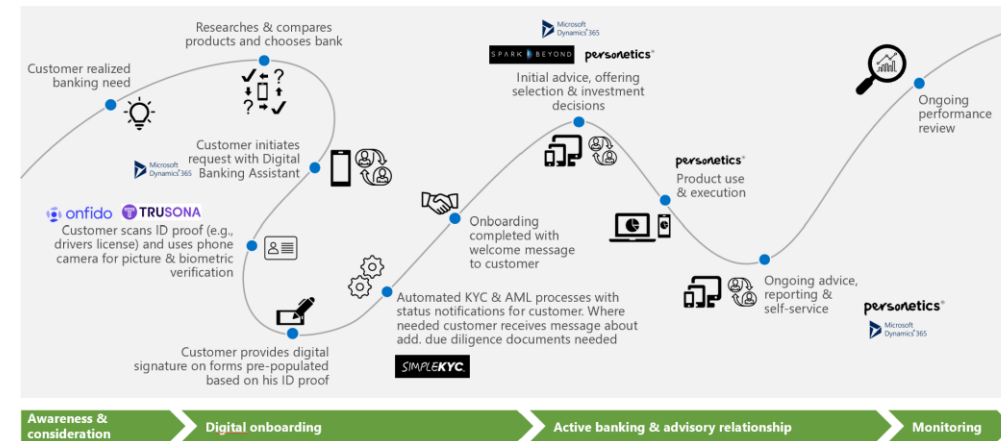 Customer realized
banking need
Researches & compares
products and chooses bank
Microsoft
Dynamics 365
Customer initiates
request with Digital
Banking Assistant
onfido
TRUSONA
Customer scans ID proof (e.g.,
drivers license) and uses phone
camera for picture & biometric
verification
Customer provides digital
signature on forms pre-populated
based on his ID proof
Automated KYC & AML processes with
status notifications for customer. Where
needed customer receives message about
add. due diligence documents needed
SIMPLEKYC
Onboarding
completed with
welcome message
to customer
Microsoft
Dynamics 365
SPARK BEYOND
personetics
Initial advice, offering
selection & investment
decisions
personetics
Product use
& execution
Ongoing advice,
reporting &
self-service
personetics
Microsoft
Dynamics 365
Ongoing
performance
review
Awareness &
consideration
Digital onboarding
Active banking & advisory relationship
Monitoring